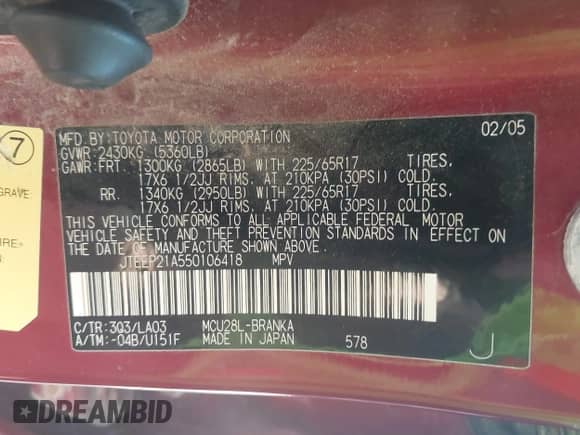 MFD.BY:TOYOTA MOTOR CORPORATION 02/05
GVWR:2430KG (5360LB)
GAWR:FRT. 1300KG (2865LB) WITH 225/65R17 TIRES,
17X6 1/2JJ RIMS. AT 210KPA (30PSI) COLD.
RR. 1340KG (2950LB) WITH 225/65R17 TIRES,
17X6 1/2JJ RIMS. AT 210KPA (30PSI) COLD.
THIS VEHICLE CONFORMS TO ALL APPLICABLE FEDERAL MOTOR
VEHICLE SAFETY AND THEFT PREVENTION STANDARDS IN EFFECT ON
THE DATE OF MANUFACTURE SHOWN ABOVE.
JTEEP21A550106418 MPV
C/TR:3Q3/LA03 MCU28L-BRANKA
A/TM:-04B/U151F MADE IN JAPAN 578 J
7
GRAVE
IRE»
DREAMBID